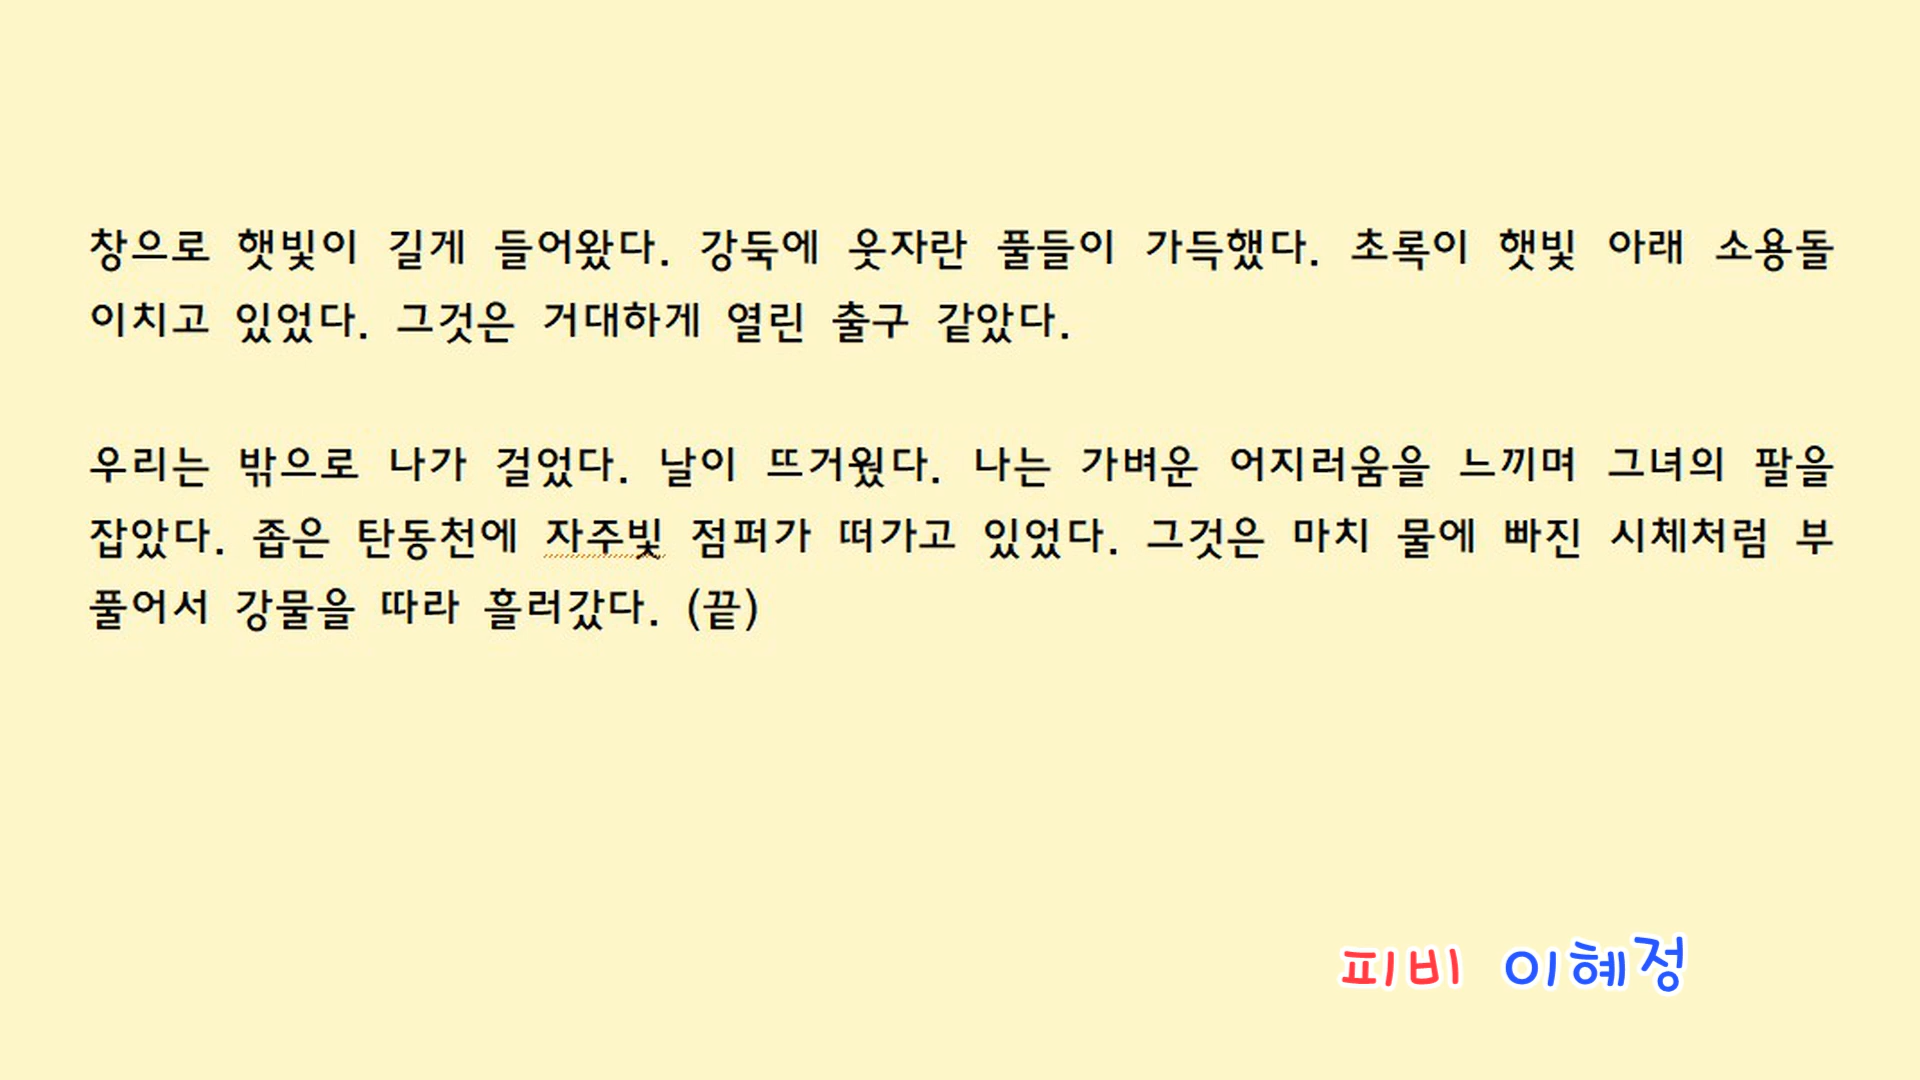 창으로 햇빛이 길게 들어왔다. 강둑에 웃자란 풀들이 가득했다. 초록이 햇빛 아래 소용돌
이치고 있었다. 그것은 거대하게 열린 출구 같았다.
우리는 밖으로 나가 걸었다. 날이 뜨거웠다. 나는 가벼운 어지러움을 느끼며 그녀의 팔을
잡았다. 좁은 탄동천에 자주빛 점퍼가 떠가고 있었다. 그것은 마치 물에 빠진 시체처럼 부
풀어서 강물을 따라 흘러갔다. (끝)
피비 이혜정